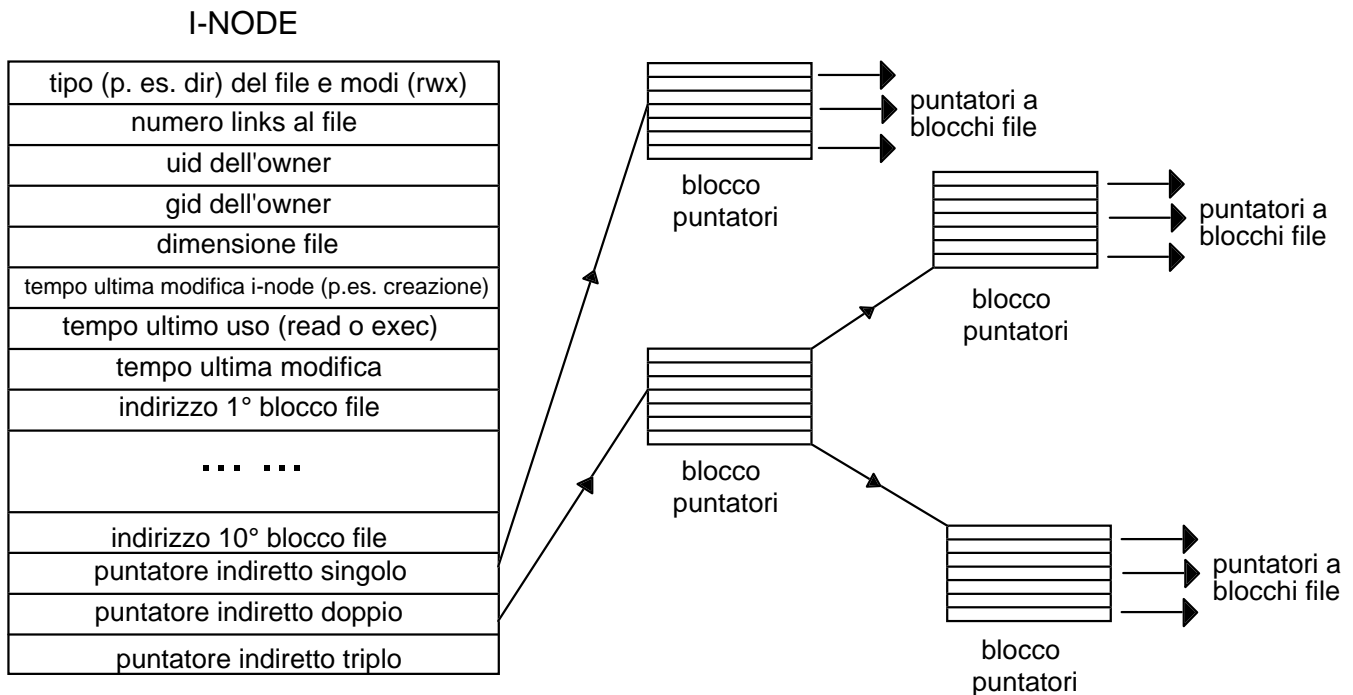 I-NODE
tipo (p. es. dir) del file e modi (rwx)
numero links al file
uid dell'owner
gid dell'owner
dimensione file
tempo ultima modifica i-node (p.es. creazione)
tempo ultimo uso (read o exec)
tempo ultima modifica
indirizzo 1° blocco file
... ...
indirizzo 10° blocco file
puntatore indiretto singolo
puntatore indiretto doppio
puntatore indiretto triplo
blocco
puntatori
puntatori a
blocchi file
blocco
puntatori
puntatori a
blocchi file
blocco
puntatori
blocco
puntatori
puntatori a
blocchi file